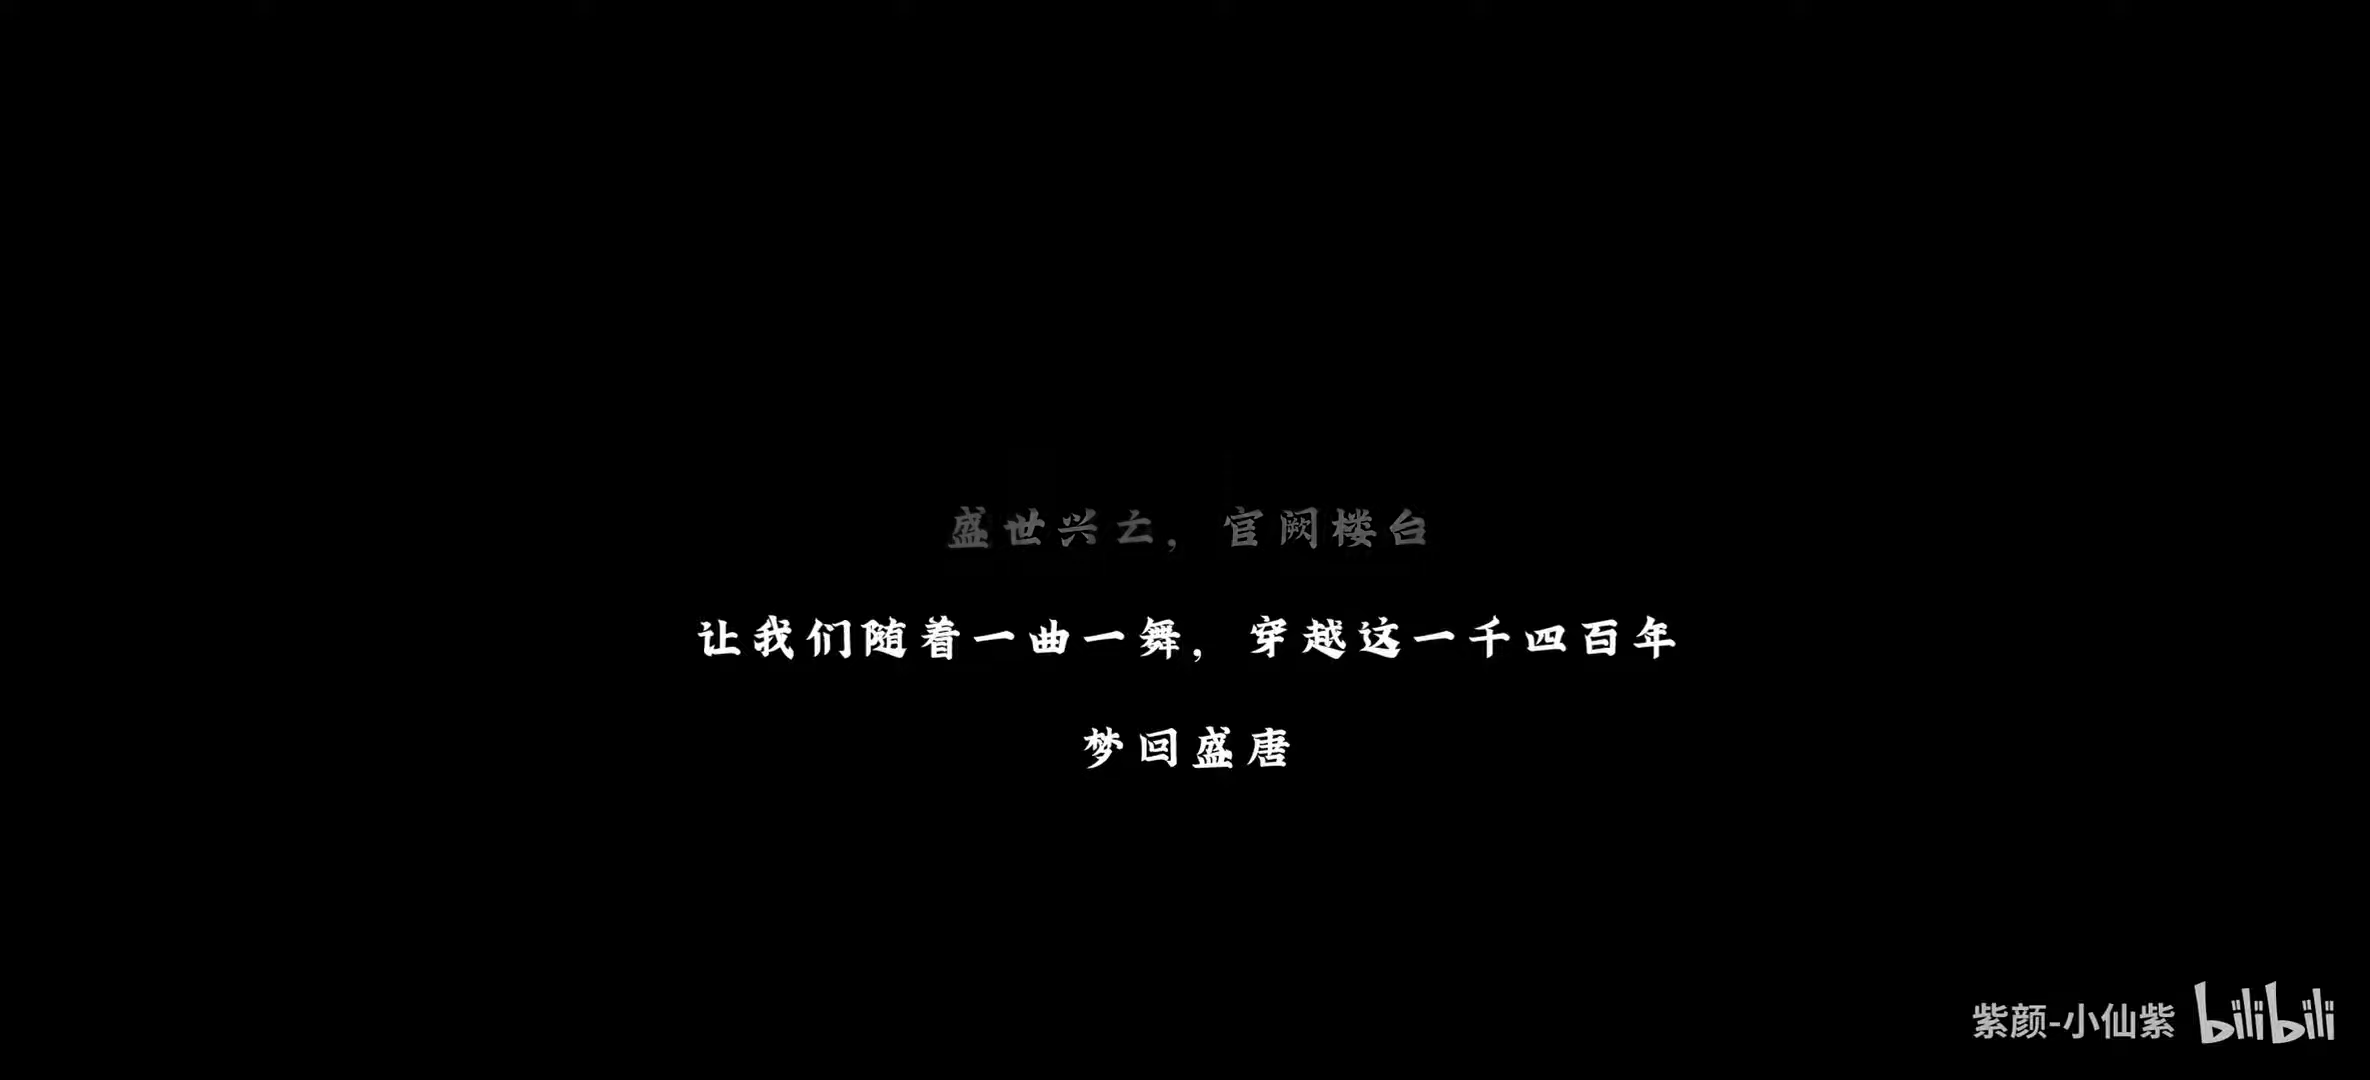 盛世兴亡，宫阙楼台
让我们随着一曲一舞，穿越这一千四百年
梦回盛唐
紫颜-小仙紫 bilibili